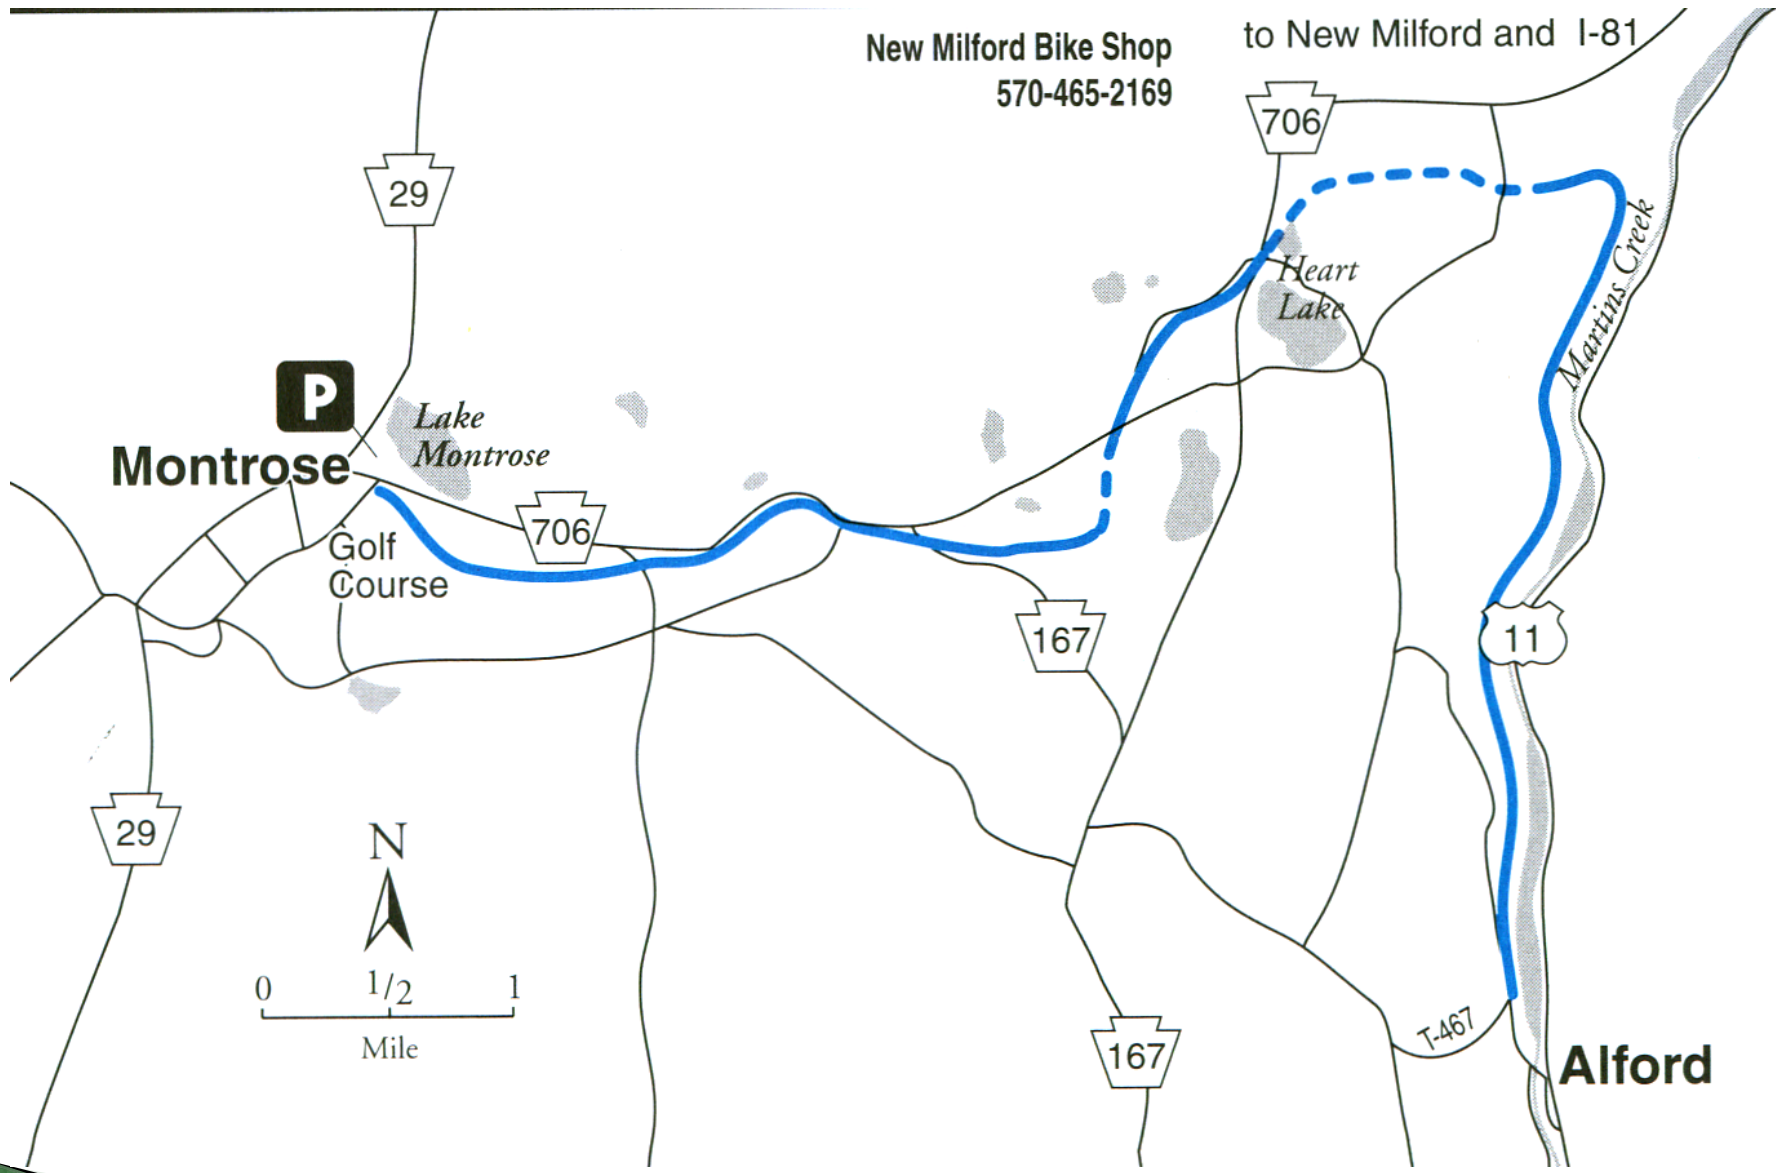 to New Milford and I-81
New Milford Bike Shop
570-465-2169
706
29
Martins Creek
Heart
Lake
P
Lake
Montrose
Montrose
706
Golf
Course
167
11
29
N
0 1/2 1
Mile
T-467
167
Alford